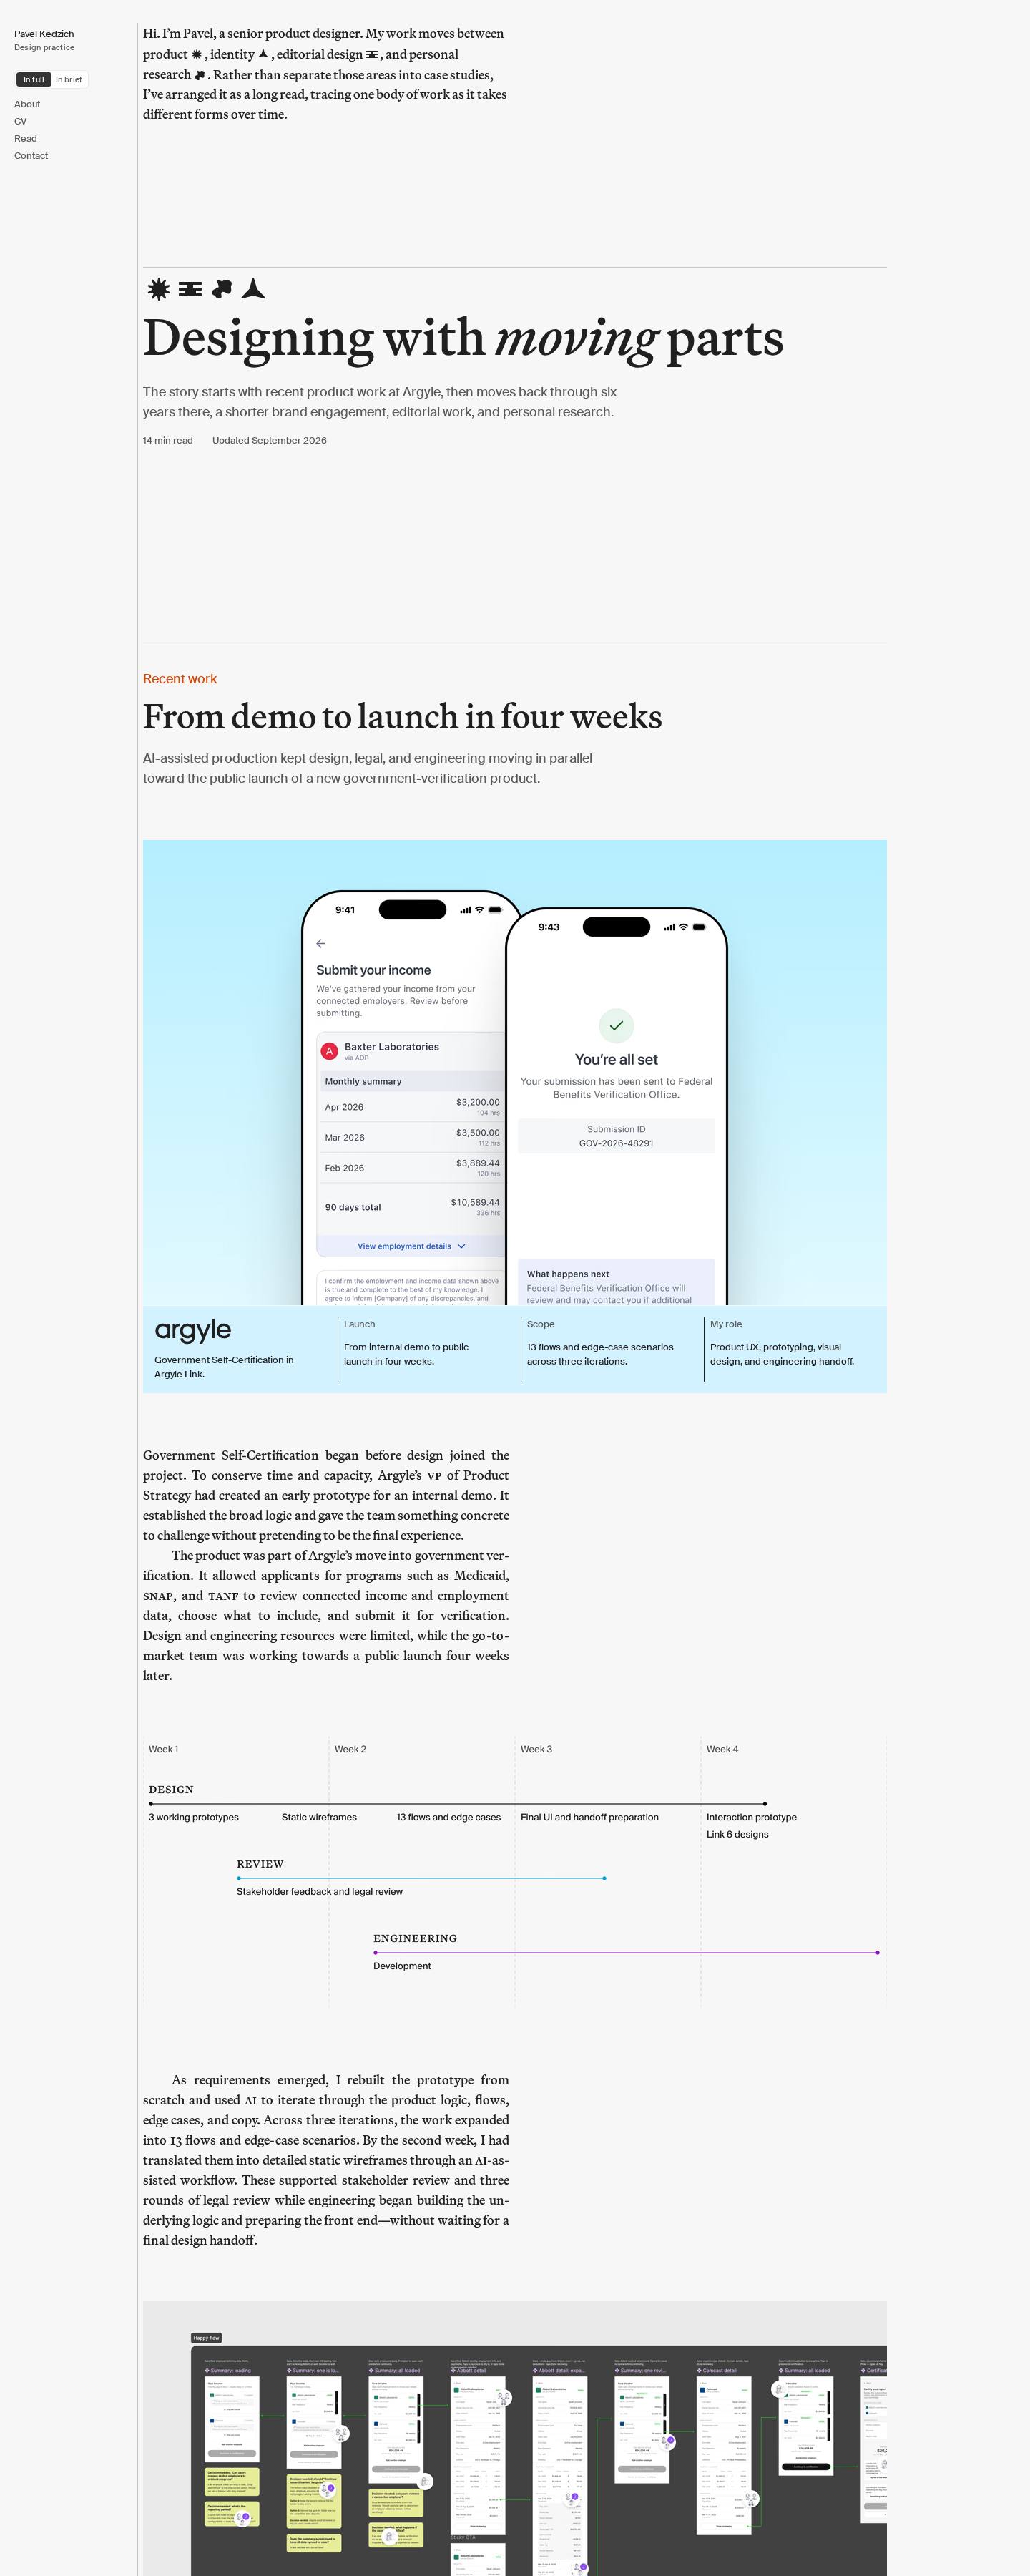 Pavel Kedzich
Design practice
In full
In brief
About
CV
Read
Contact
Hi. I’m Pavel, a senior product designer. My work moves between
product , identity , editorial design , and personal
research . Rather than separate those areas into case studies,
I’ve arranged it as a long read, tracing one body of work as it takes
different forms over time.
Designing with moving parts
The story starts with recent product work at Argyle, then moves back through six
years there, a shorter brand engagement, editorial work, and personal research.
14 min read Updated September 2026
Recent work
From demo to launch in four weeks
AI-assisted production kept design, legal, and engineering moving in parallel
toward the public launch of a new government-verification product.
9:41
Submit your income
We’ve gathered your income from your
connected employers. Review before
submitting.
A
Baxter Laboratories
via ADP
Monthly summary
Apr 2026 $3,200.00
104 hrs
Mar 2026 $3,500.00
112 hrs
Feb 2026 $3,889.44
120 hrs
90 days total $10,589.44
336 hrs
View employment details
I confirm the employment and income data shown above
is true and complete to the best of my knowledge. I
agree to inform [Company] of any discrepancies, and
9:43
You’re all set
Your submission has been sent to Federal
Benefits Verification Office.
Submission ID
GOV-2026-48291
What happens next
Federal Benefits Verification Office will
review and may contact you if additional
argyle
Government Self-Certification in
Argyle Link.
Launch
From internal demo to public
launch in four weeks.
Scope
13 flows and edge-case scenarios
across three iterations.
My role
Product UX, prototyping, visual
design, and engineering handoff.
Government Self-Certification began before design joined the
project. To conserve time and capacity, Argyle’s VP of Product
Strategy had created an early prototype for an internal demo. It
established the broad logic and gave the team something concrete
to challenge without pretending to be the final experience.
The product was part of Argyle’s move into government ver-
ification. It allowed applicants for programs such as Medicaid,
SNAP, and TANF to review connected income and employment
data, choose what to include, and submit it for verification.
Design and engineering resources were limited, while the go-to-
market team was working towards a public launch four weeks
later.
Week 1 Week 2 Week 3 Week 4
DESIGN
3 working prototypes Static wireframes 13 flows and edge cases Final UI and handoff preparation Interaction prototype
Link 6 designs
REVIEW
Stakeholder feedback and legal review
ENGINEERING
Development
As requirements emerged, I rebuilt the prototype from
scratch and used AI to iterate through the product logic, flows,
edge cases, and copy. Across three iterations, the work expanded
into 13 flows and edge-case scenarios. By the second week, I had
translated them into detailed static wireframes through an AI-as-
sisted workflow. These supported stakeholder review and three
rounds of legal review while engineering began building the un-
derlying logic and preparing the front end—without waiting for a
final design handoff.
Happy flow
Summary: loading
Summary: one is lo...
Summary: all loaded
Abbott detail
Abbott detail: expa...
Summary: one revi...
Comcast detail
Summary: all loaded
Certificat
Sticky CTA